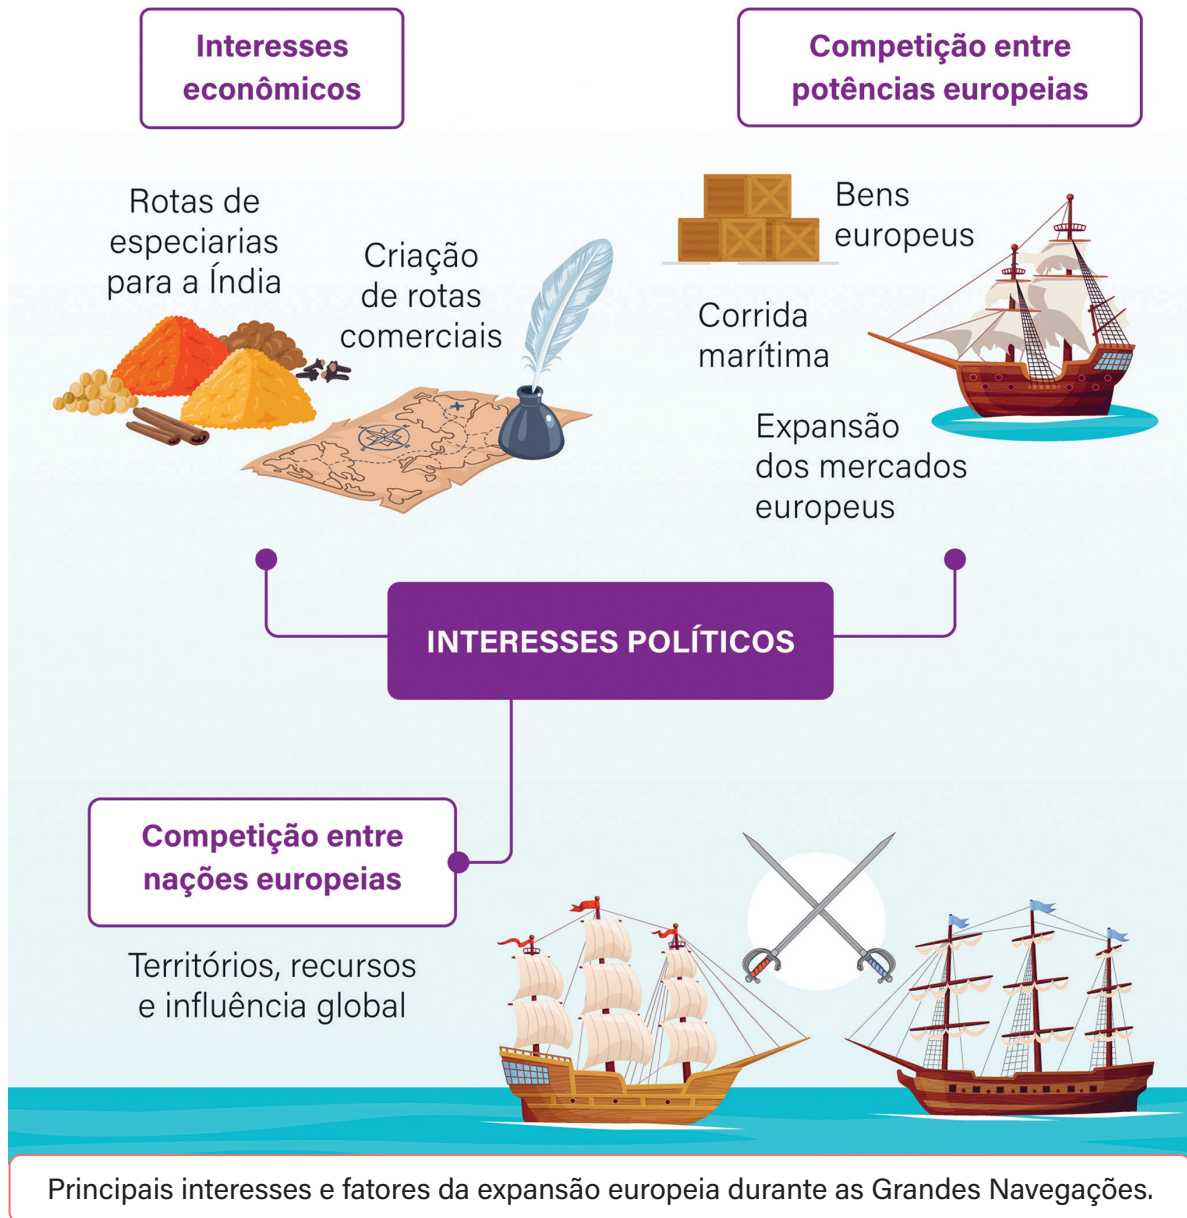 Interesses
econômicos
Competição entre
potências europeias
Rotas de
especiarias
para a Índia
Criação
de rotas
comerciais
Bens
europeus
Corrida
marítima
Expansão
dos mercados
europeus
INTERESSES POLÍTICOS
Competição entre
nações europeias
Territórios, recursos
e influência global
Principais interesses e fatores da expansão europeia durante as Grandes Navegações.